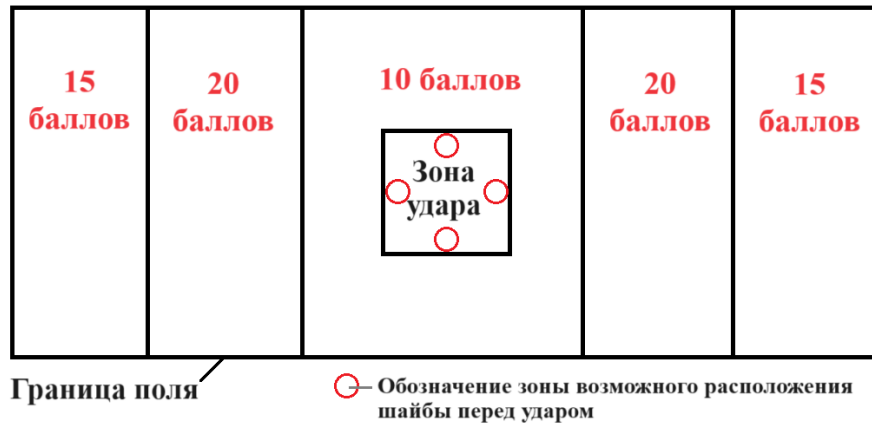 15
баллов
20
баллов
10 баллов
20
баллов
15
баллов
Зона
удара
Граница поля
Обозначение зоны возможного расположения
шайбы перед ударом